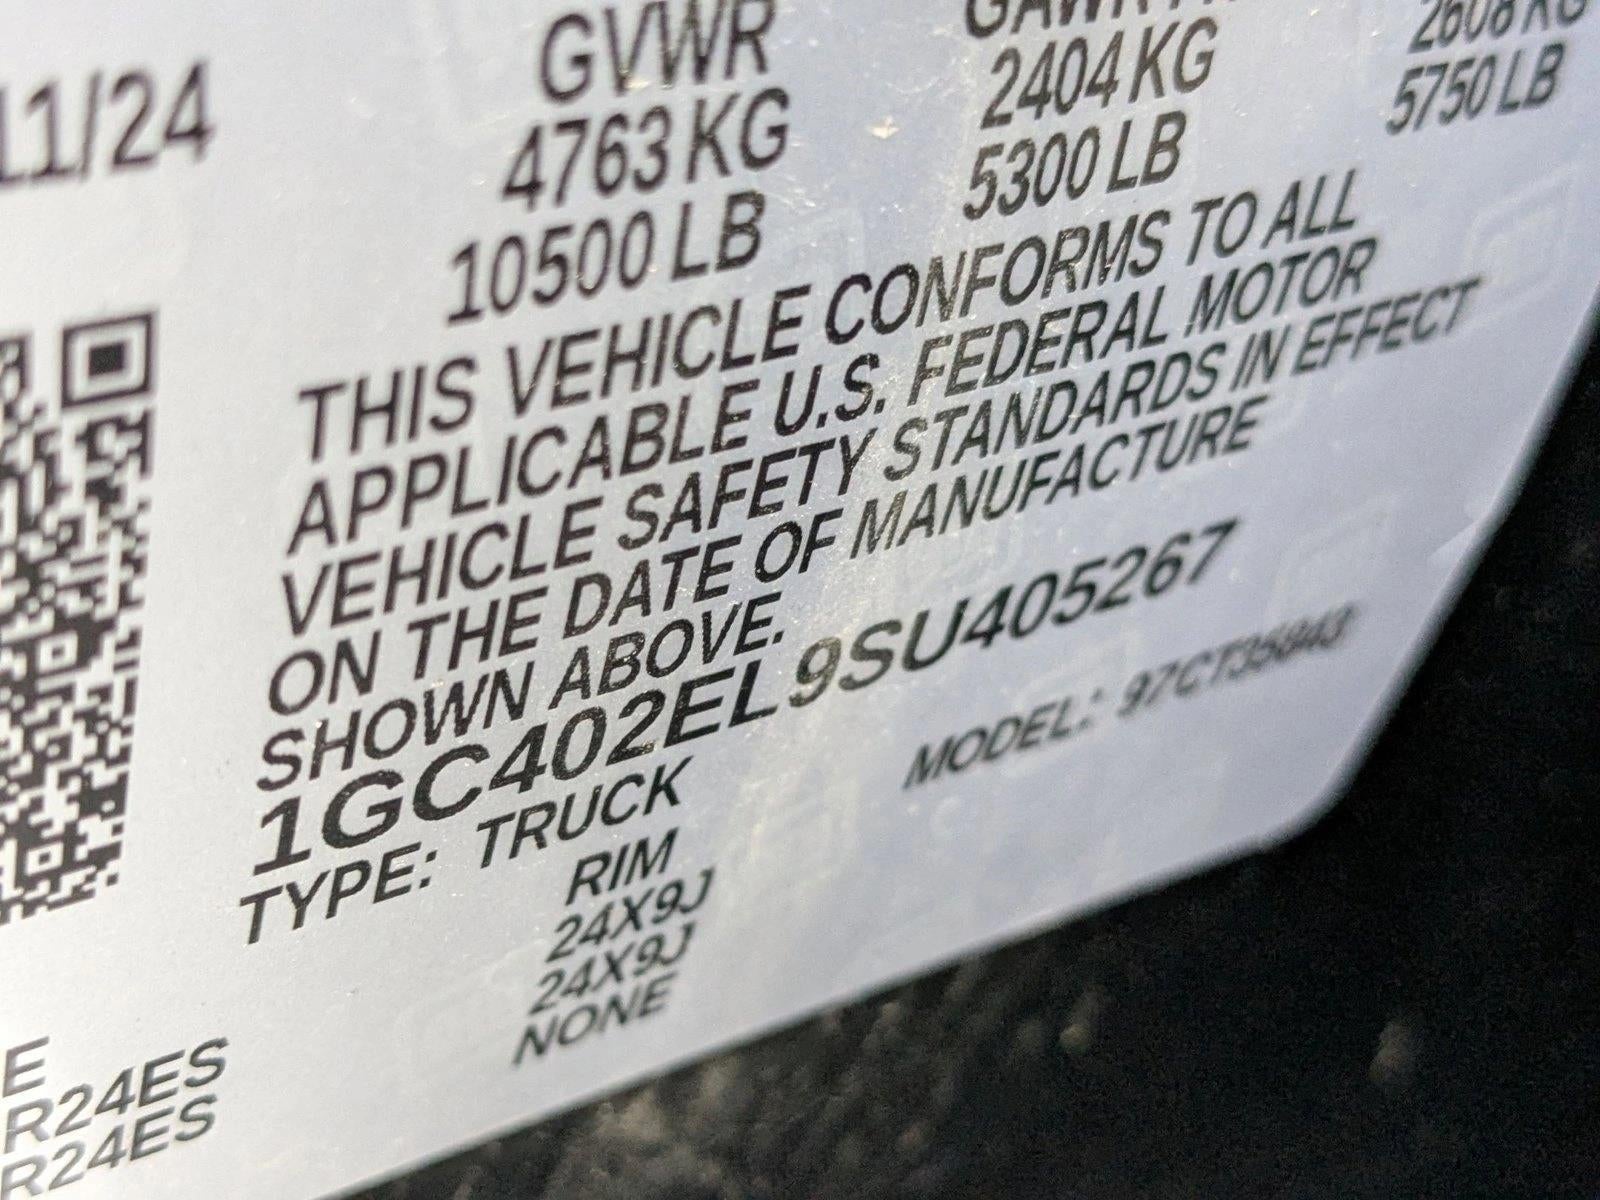 11/24
GVWR
4763 KG
10500 LB
2404 KG
5300 LB
2608 KG
5750 LB
THIS VEHICLE CONFORMS TO ALL
APPLICABLE U.S. FEDERAL MOTOR
VEHICLE SAFETY STANDARDS IN EFFECT
ON THE DATE OF MANUFACTURE
SHOWN ABOVE.
1GC402EL9SU405267
TYPE: TRUCK
MODEL: 97CT35843
RIM
24X9J
24X9J
NONE
E
R24ES
R24ES